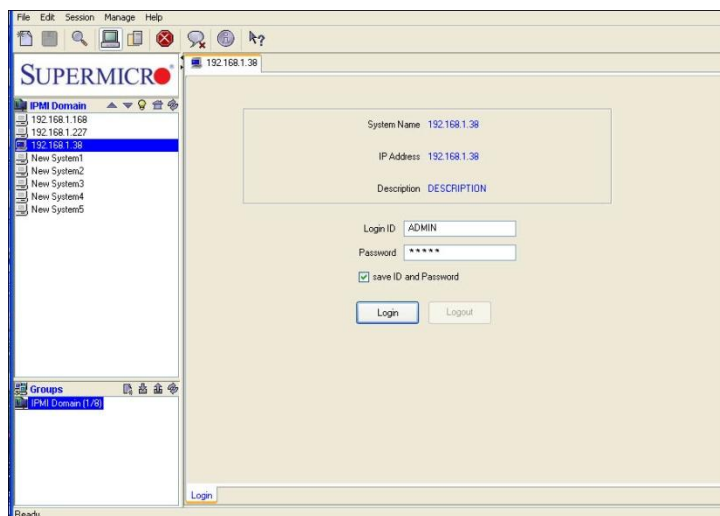 File Edit Session Manage Help
SUPERMICRO
192.168.1.38
IPMI Domain
192.168.1.168
192.168.1.227
192.168.1.38
New System1
New System2
New System3
New System4
New System5
System Name 192.168.1.38
IP Address 192.168.1.38
Description DESCRIPTION
Login ID ADMIN
Password *****
save ID and Password
Login Logout
Groups
IPMI Domain (1/8)
Login
Ready